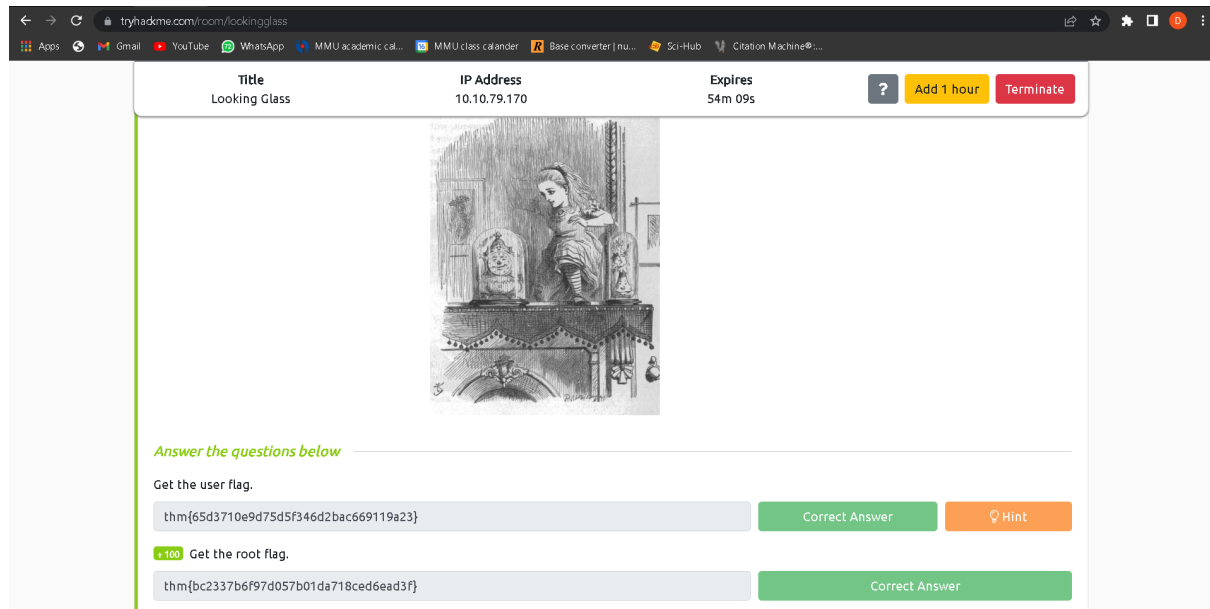 tryhackme.com/room/lookingglass
D
Apps Gmail YouTube WhatsApp MMU academic cal... MMU class calander Base converter | nu... Sci-Hub Citation Machine®:...
Title IP Address Expires
Looking Glass 10.10.79.170 54m 09s
? Add 1 hour Terminate
Answer the questions below
Get the user flag.
thm{65d3710e9d75d5f346d2bac669119a23} Correct Answer Hint
+100 Get the root flag.
thm{bc2337b6f97d057b01da718ced6ead3f} Correct Answer